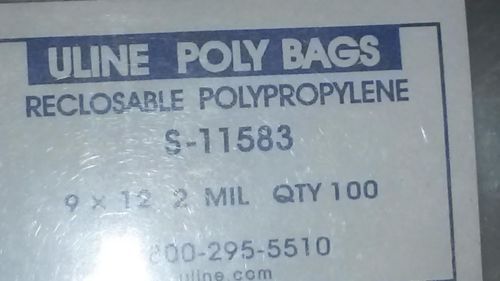 ULINE POLY BAGS
RECLOSABLE POLYPROPYLENE
S-11583
9 x 12 2 MIL QTY 100
800-295-5510
uline.com